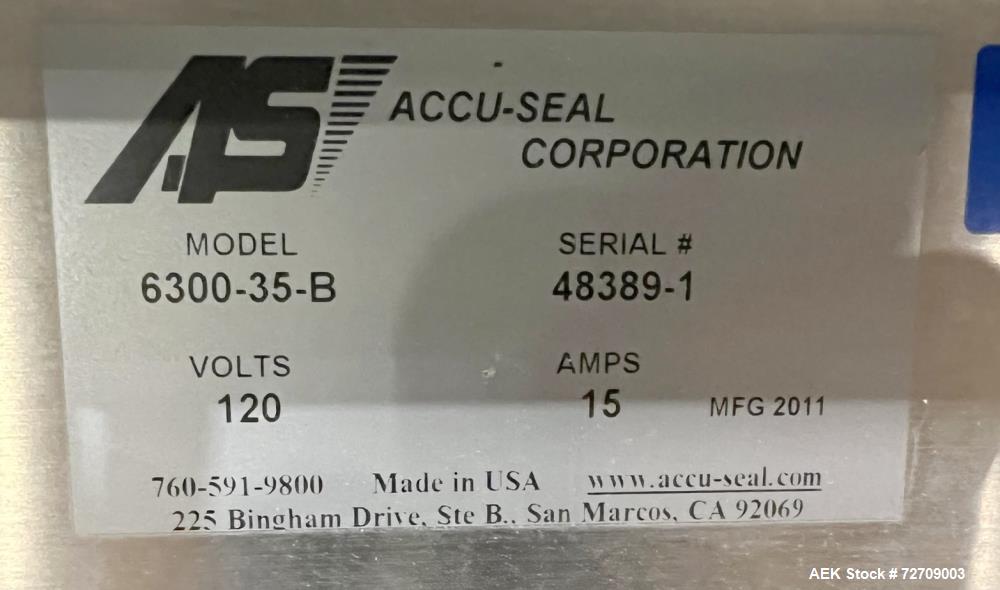 AS
ACCU-SEAL
CORPORATION
MODEL SERIAL #
6300-35-B 48389-1
VOLTS AMPS
120 15 MFG 2011
760-591-9800 Made in USA www.accu-seal.com
225 Bingham Drive, Ste B., San Marcos, CA 92069
AEK Stock # 72709003